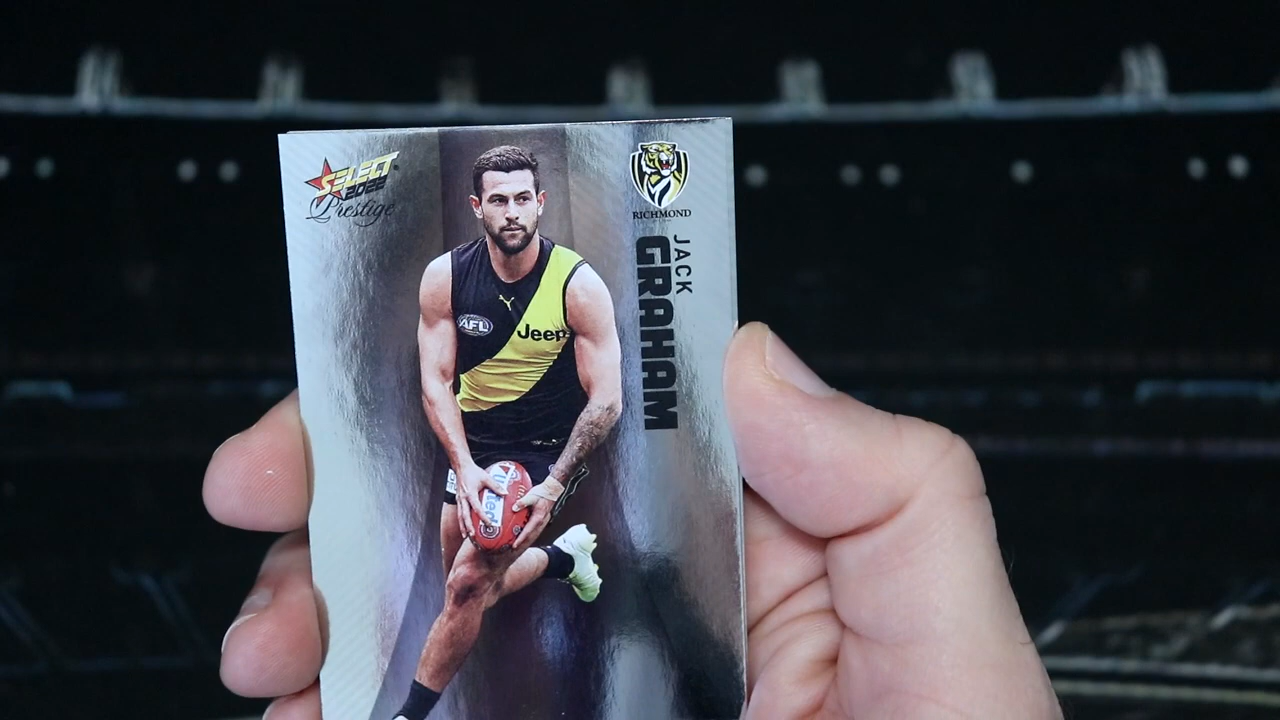 SELECT
2022
Prestige
RICHMOND
JACK
GRAHAM
AFL
Jeep